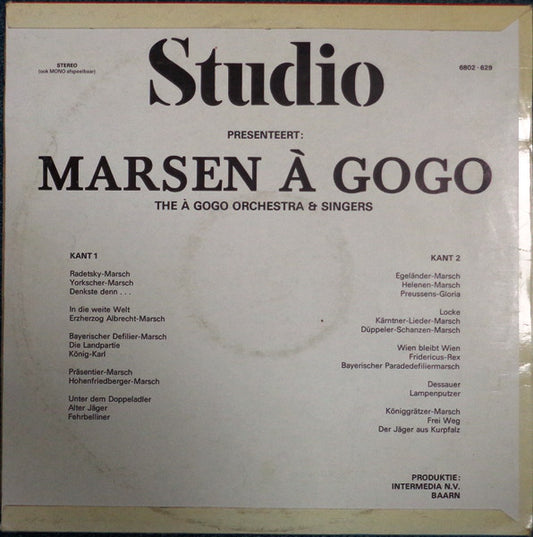 STEREO
(ook MONO afspeelbaar)
Studio
6802 · 629
PRESENTEERT:
MARSEN À GOGO
THE À GOGO ORCHESTRA & SINGERS
KANT 1
Radetsky-Marsch
Yorkscher-Marsch
Denkste denn . . .
In die weite Welt
Erzherzog Albrecht-Marsch
Bayerischer Defilier-Marsch
Die Landpartie
König-Karl
Präsentier-Marsch
Hohenfriedberger-Marsch
Unter dem Doppeladler
Alter Jäger
Fehrbelliner
KANT 2
Egeländer-Marsch
Helenen-Marsch
Preussens-Gloria
Locke
Kärntner-Lieder-Marsch
Düppeler-Schanzen-Marsch
Wien bleibt Wien
Fridericus-Rex
Bayerischer Paradedefiliermarsch
Dessauer
Lampenputzer
Königgrätzer-Marsch
Frei Weg
Der Jäger aus Kurpfalz
PRODUKTIE:
INTERMEDIA N.V.
BAARN